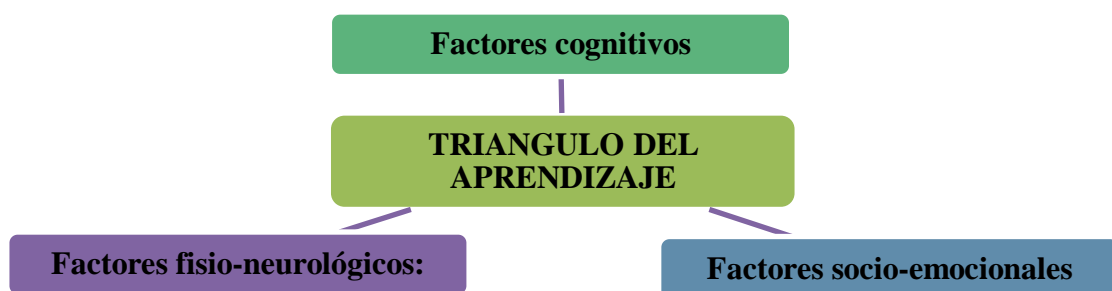 Factores cognitivos
TRIANGULO DEL
APRENDIZAJE
Factores fisio-neurológicos:
Factores socio-emocionales